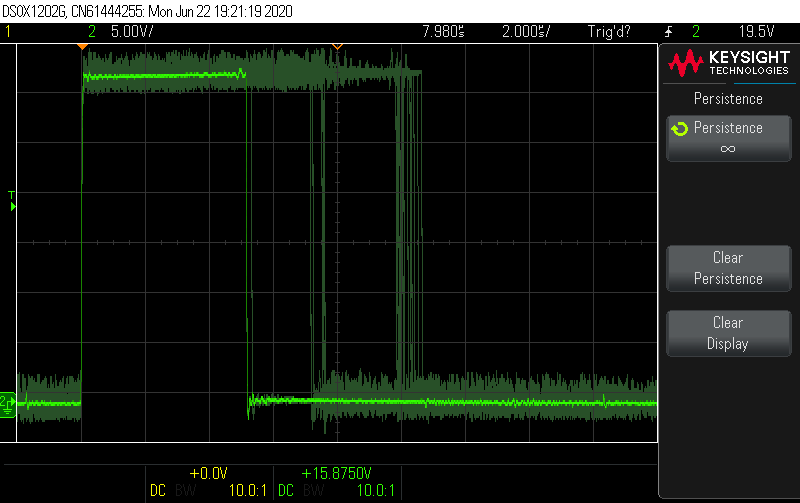 DSOX1202G, CN61444255: Mon Jun 22 19:21:19 2020
1 2 5.00V/ 7.980s 2.000s/ Trig'd? 2 19.5V
KEYSIGHT
TECHNOLOGIES
Persistence
Persistence
∞
T
Clear
Persistence
Clear
Display
2
+0.0V +15.8750V
DC BW 10.0:1 DC BW 10.0:1